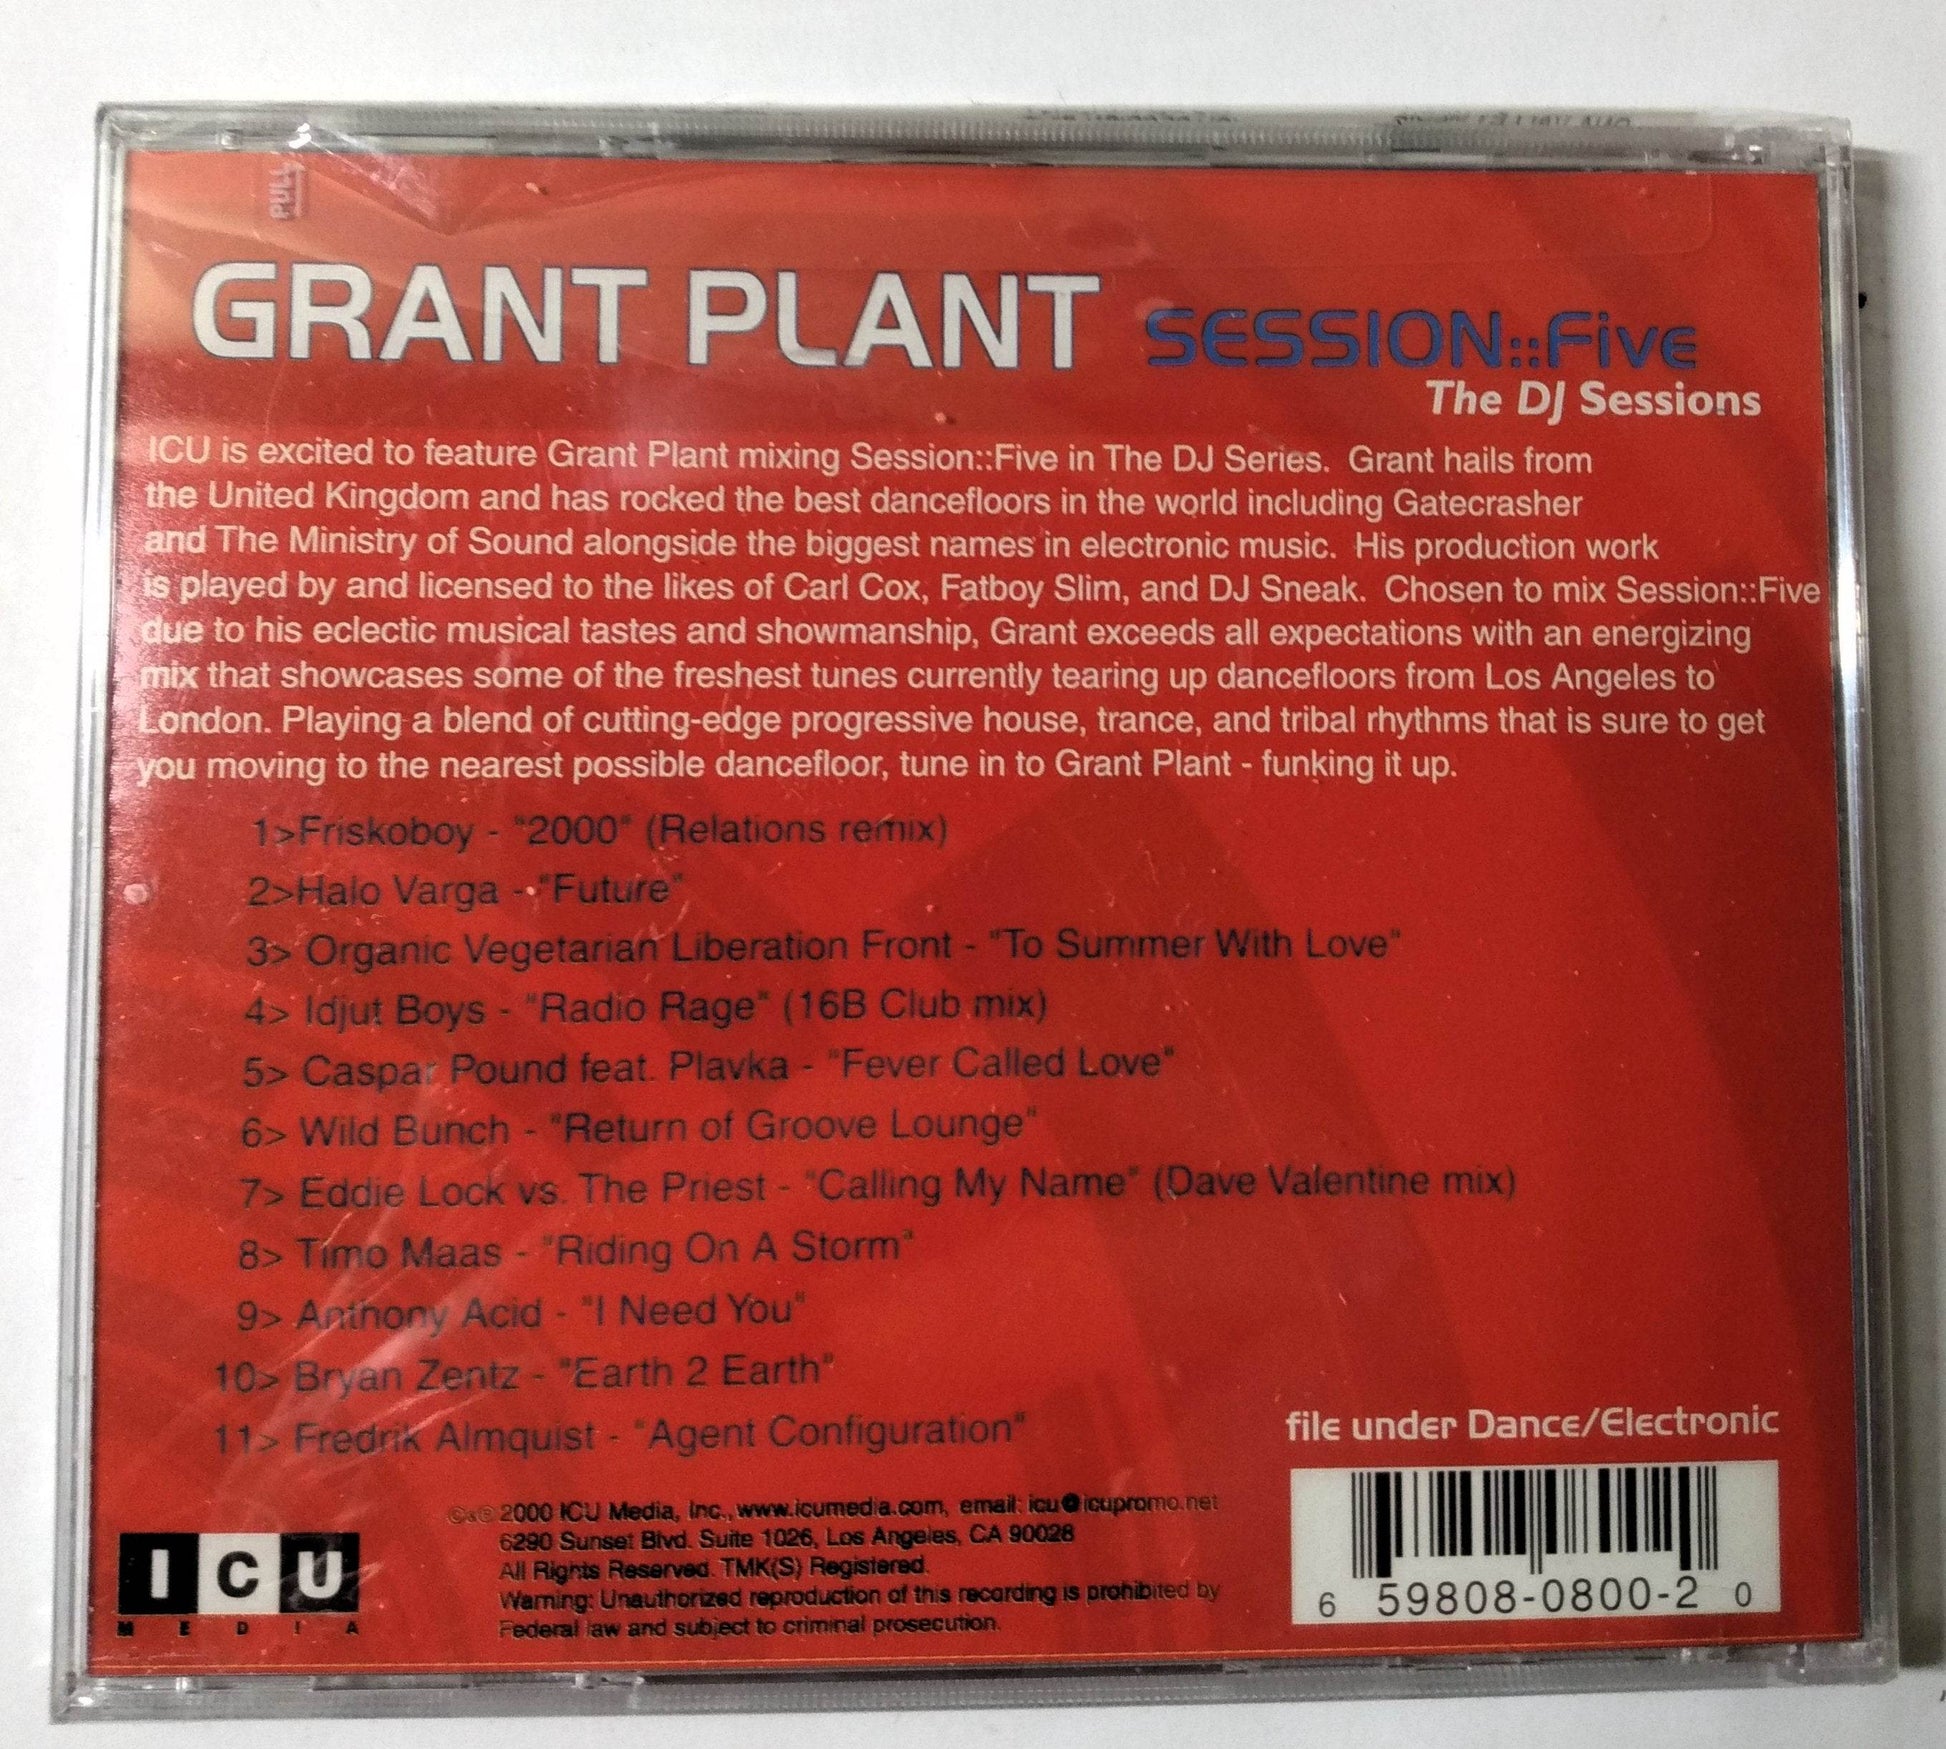 PULL
GRANT PLANT SESSION::Five
The DJ Sessions
ICU is excited to feature Grant Plant mixing Session::Five in The DJ Series. Grant hails from
the United Kingdom and has rocked the best dancefloors in the world including Gatecrasher
and The Ministry of Sound alongside the biggest names in electronic music. His production work
is played by and licensed to the likes of Carl Cox, Fatboy Slim, and DJ Sneak. Chosen to mix Session::Five
due to his eclectic musical tastes and showmanship, Grant exceeds all expectations with an energizing
mix that showcases some of the freshest tunes currently tearing up dancefloors from Los Angeles to
London. Playing a blend of cutting-edge progressive house, trance, and tribal rhythms that is sure to get
you moving to the nearest possible dancefloor, tune in to Grant Plant - funking it up.
1>Friskoboy - "2000" (Relations remix)
2>Halo Varga - "Future"
3> Organic Vegetarian Liberation Front - "To Summer With Love"
4> Idjut Boys - "Radio Rage" (16B Club mix)
5> Caspar Pound feat. Plavka - "Fever Called Love"
6> Wild Bunch - "Return of Groove Lounge"
7> Eddie Lock vs. The Priest - "Calling My Name" (Dave Valentine mix)
8> Timo Maas - "Riding On A Storm"
9> Anthony Acid - "I Need You"
10> Bryan Zentz - "Earth 2 Earth"
11> Fredrik Almquist - "Agent Configuration"
file under Dance/Electronic
©&℗ 2000 ICU Media, Inc., www.icumedia.com, email: icu@icupromo.net
6290 Sunset Blvd. Suite 1026, Los Angeles, CA 90028
All Rights Reserved. TMK(S) Registered.
Warning: Unauthorized reproduction of this recording is prohibited by
Federal law and subject to criminal prosecution.
ICU
MEDIA
6 59808-0800-2 0